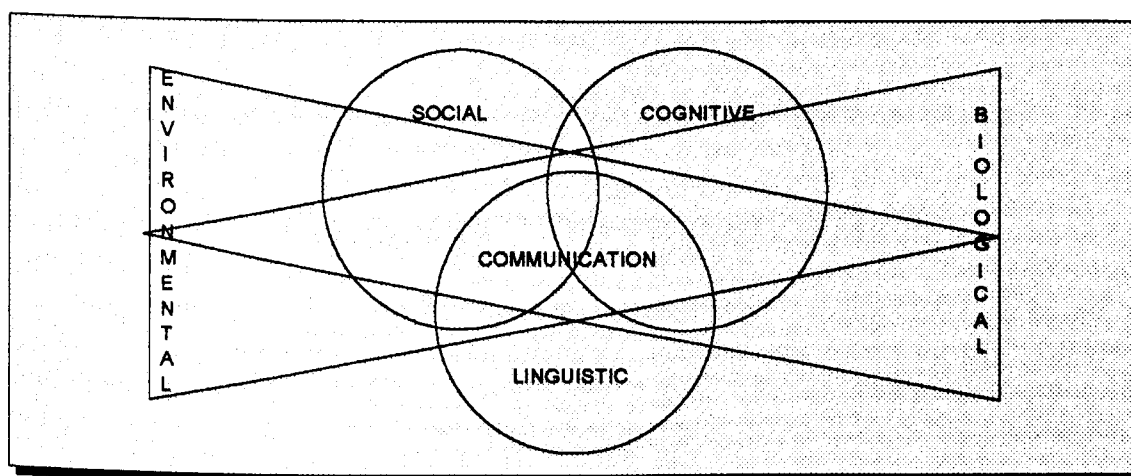 ENVIRONMENTAL
SOCIAL
COGNITIVE
COMMUNICATION
LINGUISTIC
BIOLOGICAL